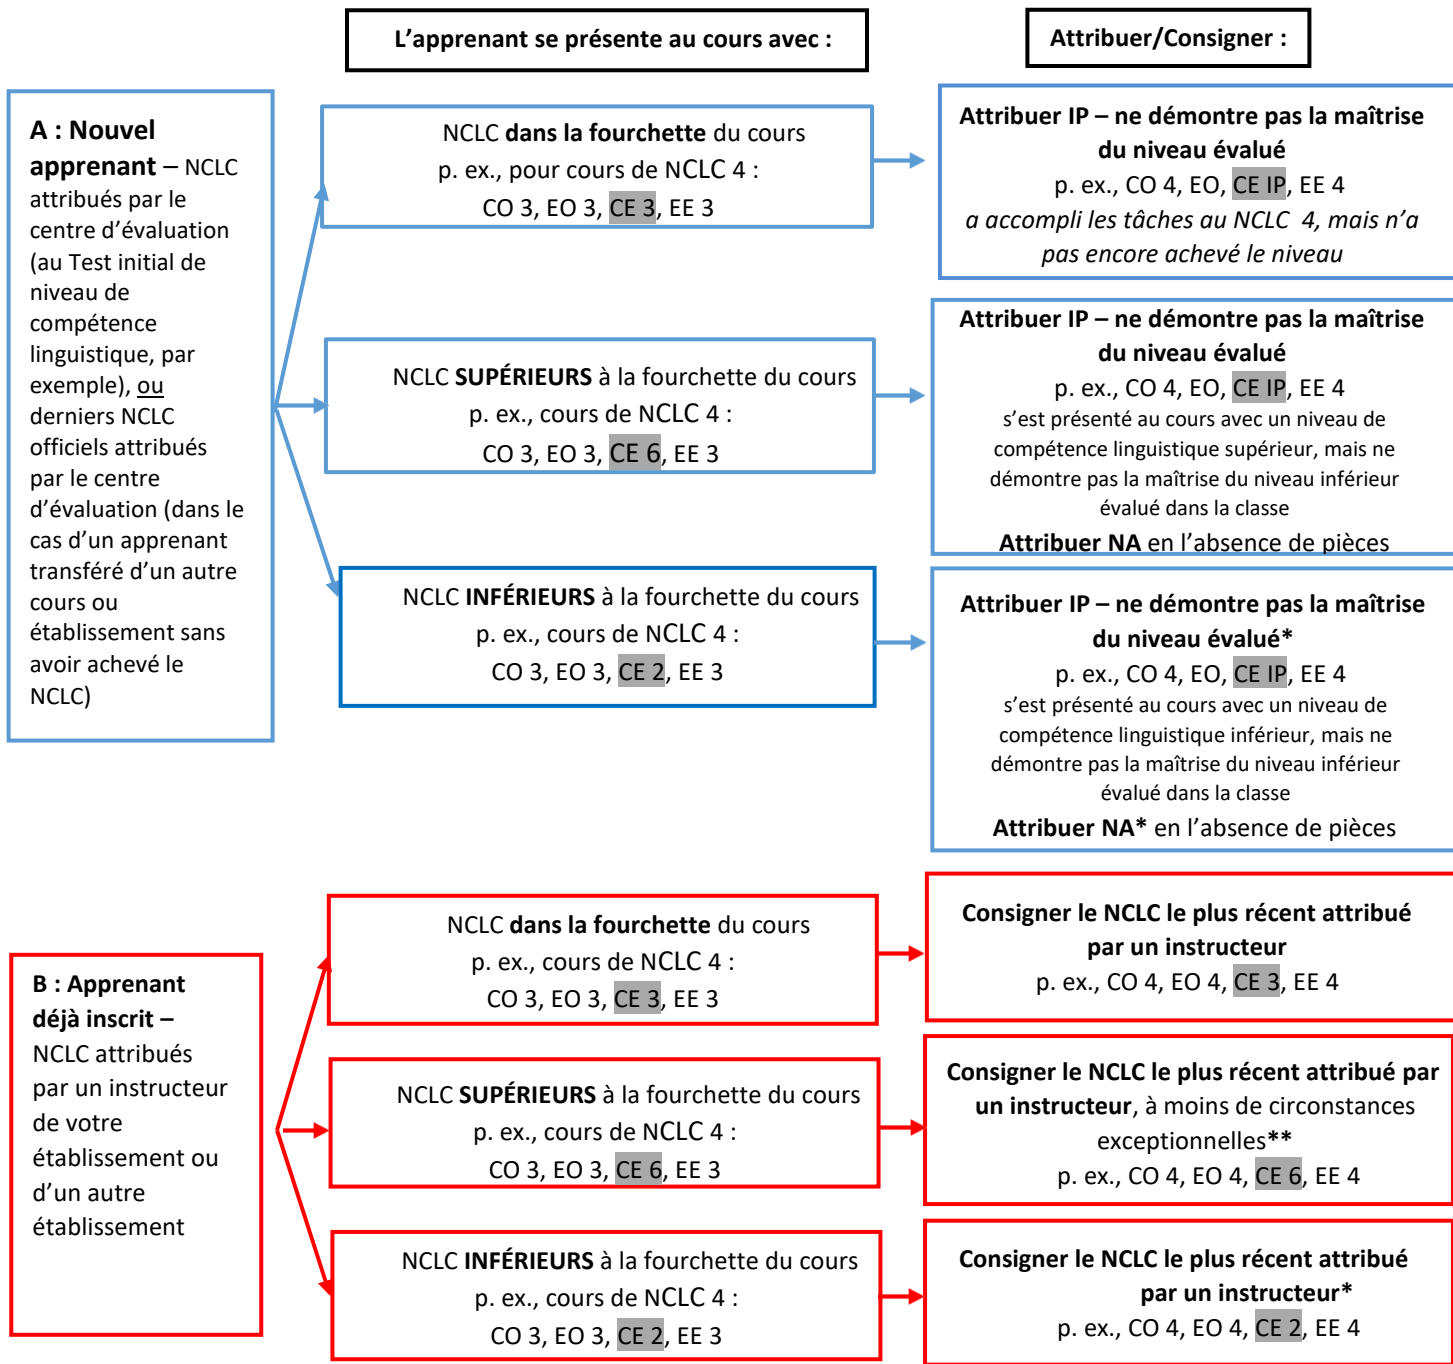 L’apprenant se présente au cours avec :
Attribuer/Consigner :
A : Nouvel
apprenant – NCLC
attribués par le
centre d’évaluation
(au Test initial de
niveau de
compétence
linguistique, par
exemple), ou
derniers NCLC
officiels attribués
par le centre
d’évaluation (dans le
cas d’un apprenant
transféré d’un autre
cours ou
établissement sans
avoir achevé le
NCLC)
NCLC dans la fourchette du cours
p. ex., pour cours de NCLC 4 :
CO 3, EO 3, CE 3, EE 3
Attribuer IP – ne démontre pas la maîtrise
du niveau évalué
p. ex., CO 4, EO, CE IP, EE 4
a accompli les tâches au NCLC 4, mais n’a
pas encore achevé le niveau
NCLC SUPÉRIEURS à la fourchette du cours
p. ex., cours de NCLC 4 :
CO 3, EO 3, CE 6, EE 3
Attribuer IP – ne démontre pas la maîtrise
du niveau évalué
p. ex., CO 4, EO, CE IP, EE 4
s’est présenté au cours avec un niveau de
compétence linguistique supérieur, mais ne
démontre pas la maîtrise du niveau inférieur
évalué dans la classe
Attribuer NA en l’absence de pièces
NCLC INFÉRIEURS à la fourchette du cours
p. ex., cours de NCLC 4 :
CO 3, EO 3, CE 2, EE 3
Attribuer IP – ne démontre pas la maîtrise
du niveau évalué*
p. ex., CO 4, EO, CE IP, EE 4
s’est présenté au cours avec un niveau de
compétence linguistique inférieur, mais ne
démontre pas la maîtrise du niveau inférieur
évalué dans la classe
Attribuer NA* en l’absence de pièces
B : Apprenant
déjà inscrit –
NCLC attribués
par un instructeur
de votre
établissement ou
d’un autre
établissement
NCLC dans la fourchette du cours
p. ex., cours de NCLC 4 :
CO 3, EO 3, CE 3, EE 3
Consigner le NCLC le plus récent attribué
par un instructeur
p. ex., CO 4, EO 4, CE 3, EE 4
NCLC SUPÉRIEURS à la fourchette du cours
p. ex., cours de NCLC 4 :
CO 3, EO 3, CE 6, EE 3
Consigner le NCLC le plus récent attribué par
un instructeur, à moins de circonstances
exceptionnelles**
p. ex., CO 4, EO 4, CE 6, EE 4
NCLC INFÉRIEURS à la fourchette du cours
p. ex., cours de NCLC 4 :
CO 3, EO 3, CE 2, EE 3
Consigner le NCLC le plus récent attribué
par un instructeur*
p. ex., CO 4, EO 4, CE 2, EE 4